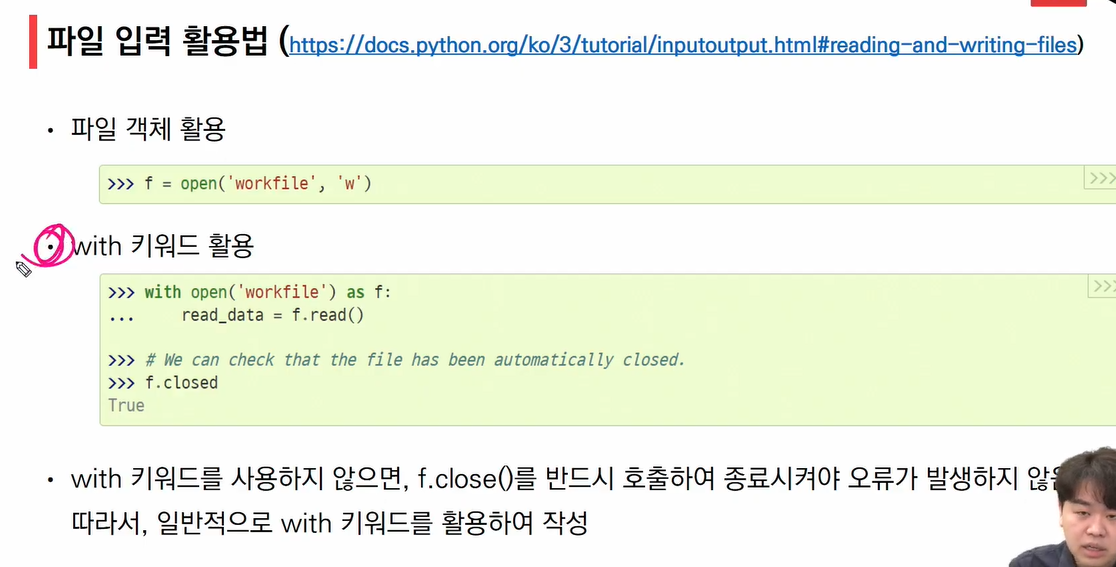 파일 입력 활용법 (https://docs.python.org/ko/3/tutorial/inputoutput.html#reading-and-writing-files)
• 파일 객체 활용
>>> f = open('workfile', 'w')
>>>
• with 키워드 활용
>>> with open('workfile') as f:
...     read_data = f.read()
>>>
>>> # We can check that the file has been automatically closed.
>>> f.closed
True
• with 키워드를 사용하지 않으면, f.close()를 반드시 호출하여 종료시켜야 오류가 발생하지
따라서, 일반적으로 with 키워드를 활용하여 작성